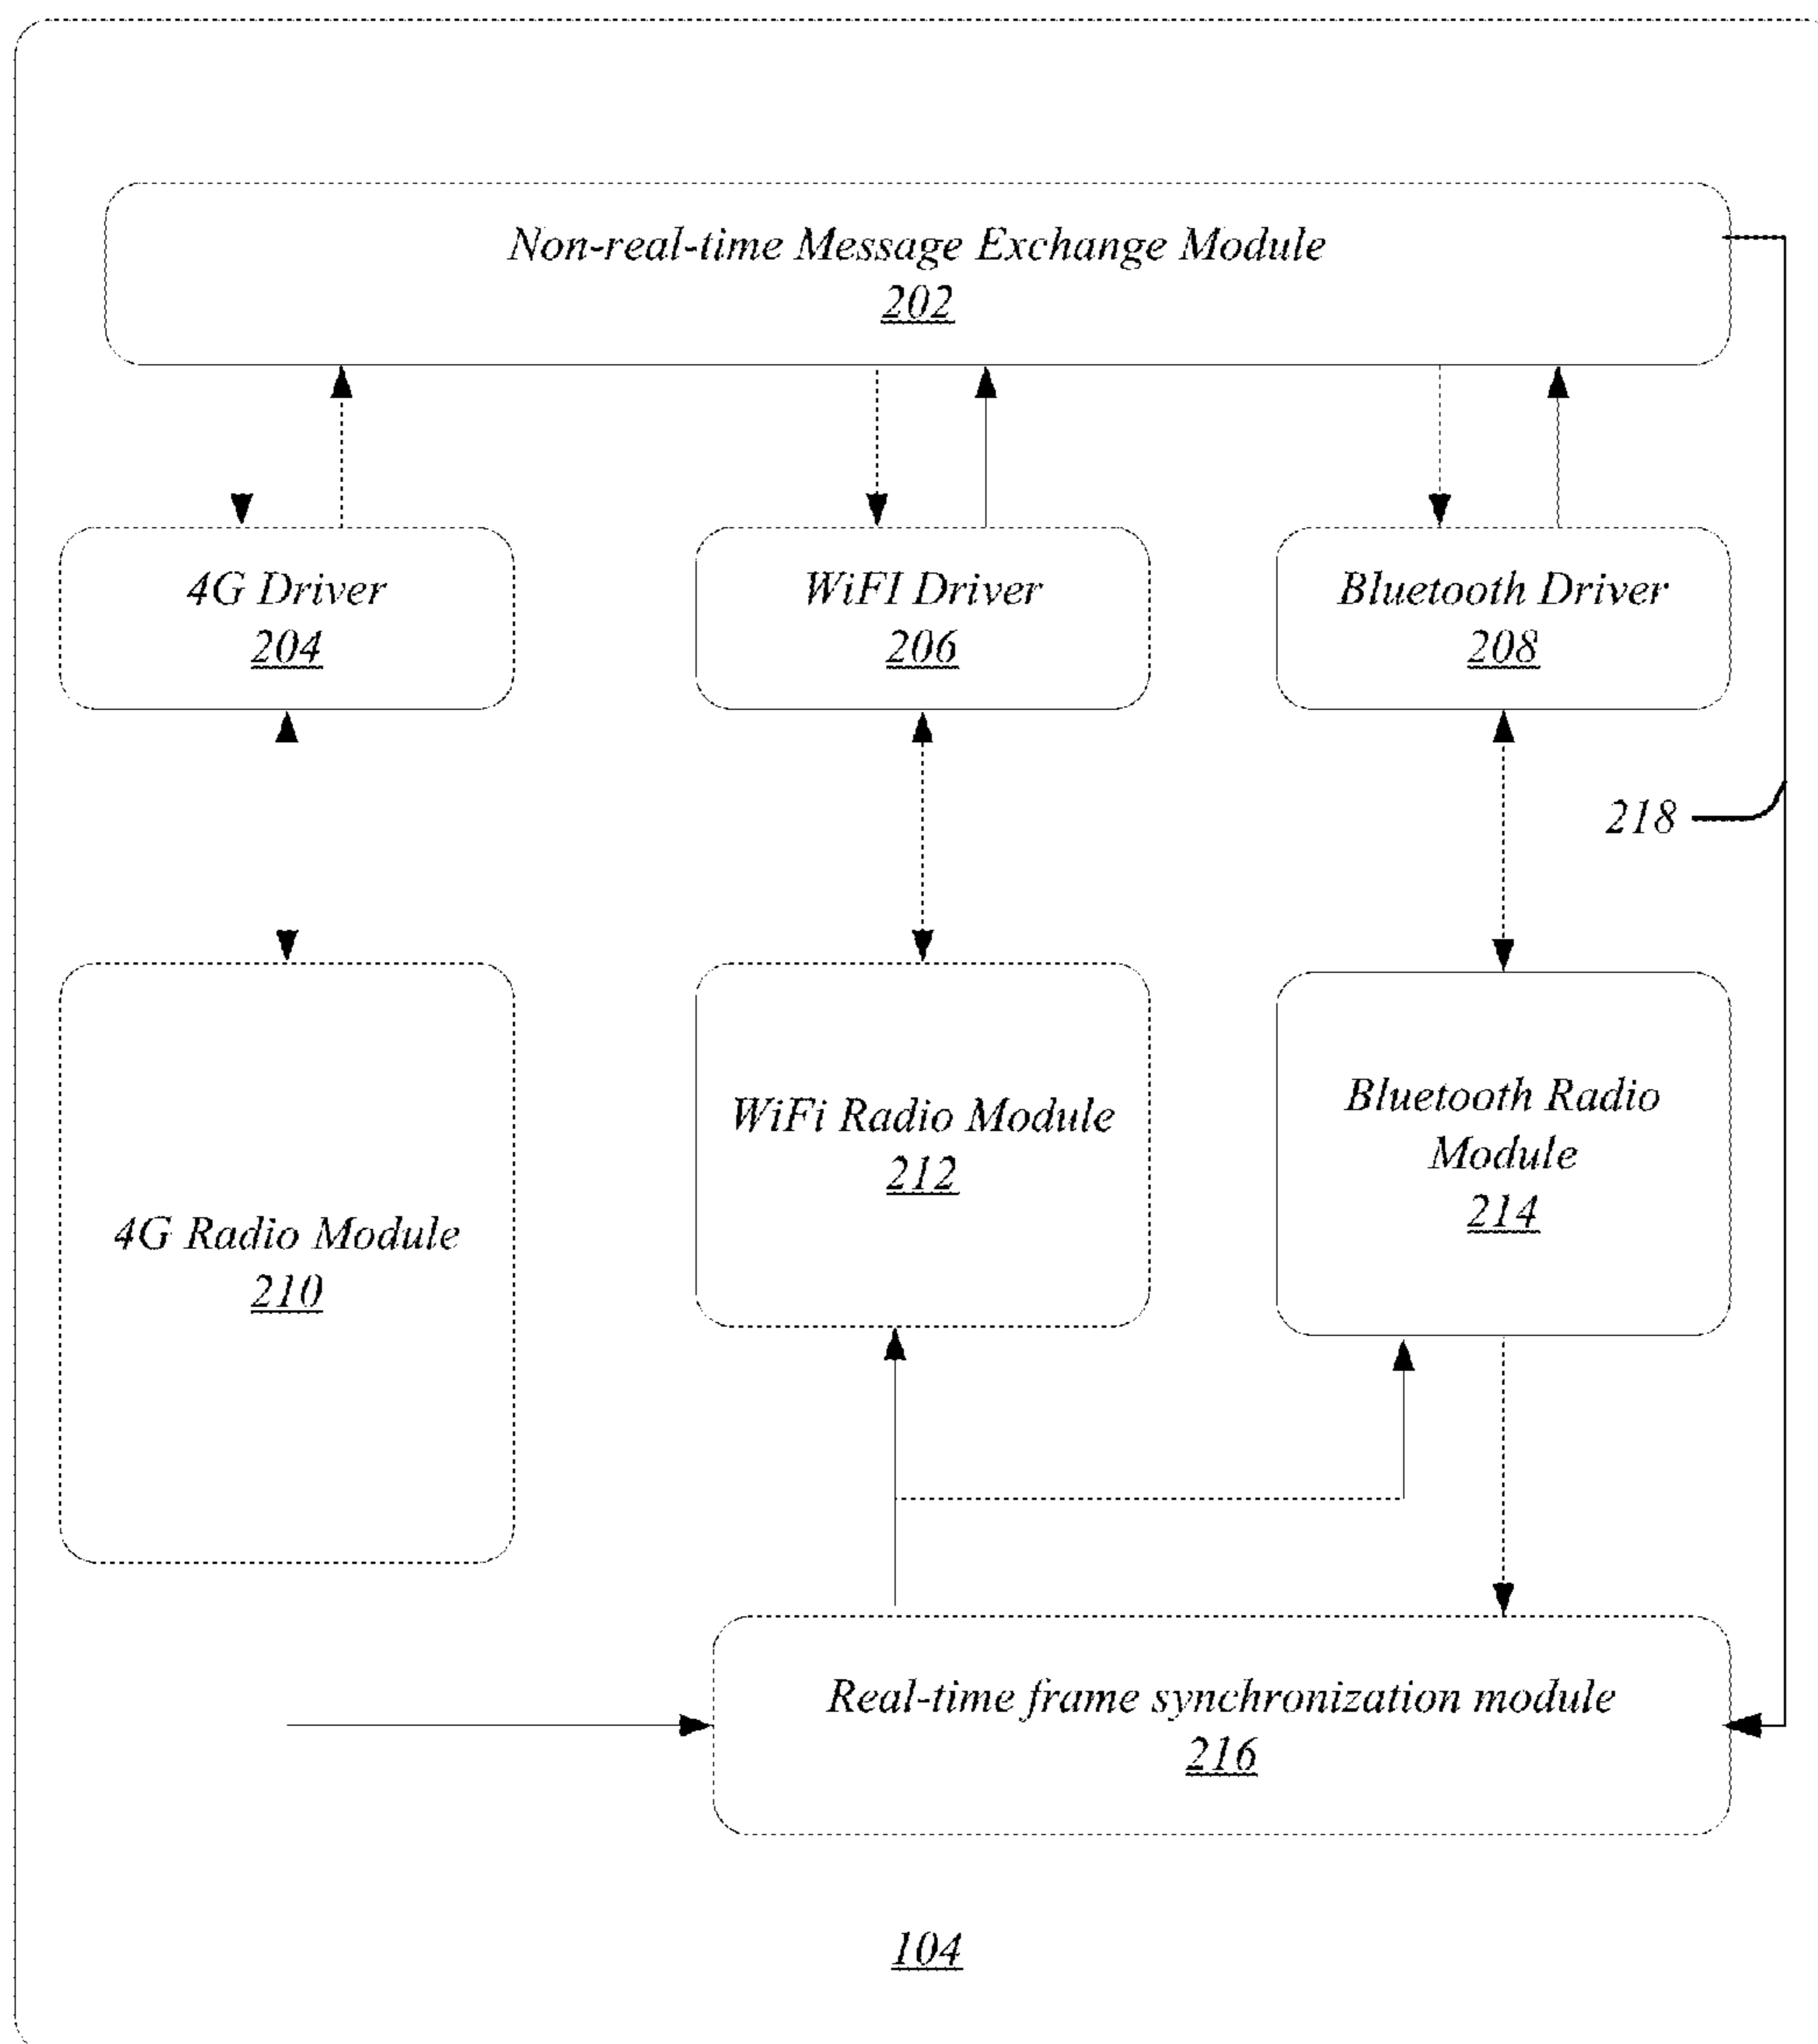 Non-real-time Message Exchange Module
202
4G Driver
204
WiFI Driver
206
Bluetooth Driver
208
218
4G Radio Module
210
WiFi Radio Module
212
Bluetooth Radio
Module
214
Real-time frame synchronization module
216
104